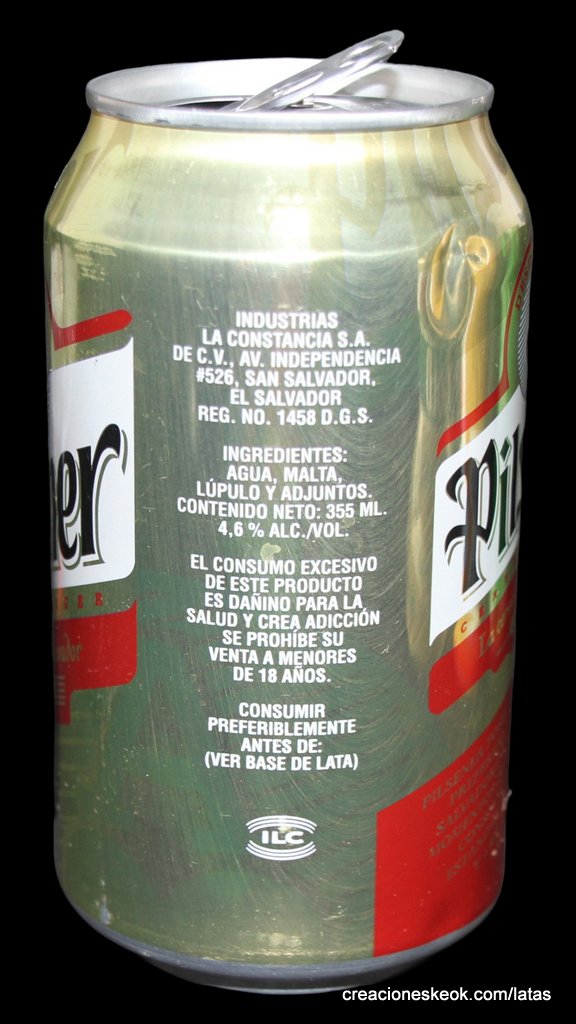 INDUSTRIAS
LA CONSTANCIA S.A.
DE C.V., AV. INDEPENDENCIA
#526, SAN SALVADOR,
EL SALVADOR
REG. NO. 1458 D.G.S.
INGREDIENTES:
AGUA, MALTA,
LÚPULO Y ADJUNTOS.
CONTENIDO NETO: 355 ML.
4,6 % ALC./VOL.
EL CONSUMO EXCESIVO
DE ESTE PRODUCTO
ES DAÑINO PARA LA
SALUD Y CREA ADICCIÓN
SE PROHÍBE SU
VENTA A MENORES
DE 18 AÑOS.
CONSUMIR
PREFERIBLEMENTE
ANTES DE:
(VER BASE DE LATA)
ILC
ner
Pils
creacioneskeok.com/latas